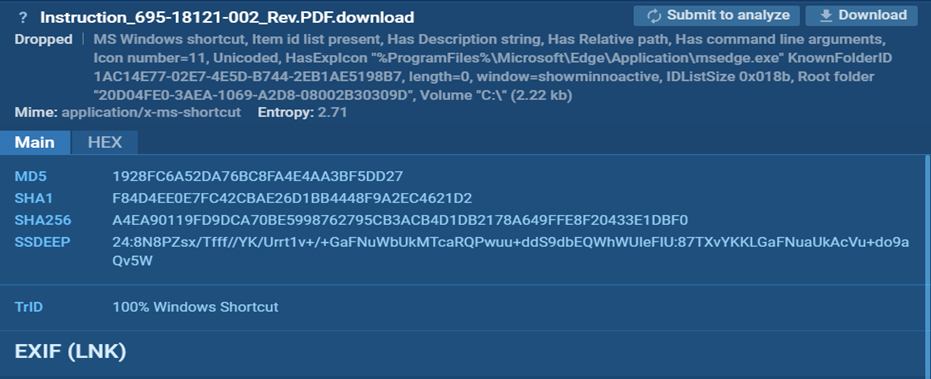 ? Instruction_695-18121-002_Rev.PDF.download Submit to analyze Download
Dropped MS Windows shortcut, Item id list present, Has Description string, Has Relative path, Has command line arguments,
Icon number=11, Unicoded, HasExpIcon "%ProgramFiles%\Microsoft\Edge\Application\msedge.exe" KnownFolderID
1AC14E77-02E7-4E5D-B744-2EB1AE5198B7, length=0, window=showminnoactive, IDListSize 0x018b, Root folder
"20D04FE0-3AEA-1069-A2D8-08002B30309D", Volume "C:\" (2.22 kb)
Mime: application/x-ms-shortcut Entropy: 2.71
Main HEX
MD5 1928FC6A52DA76BC8FA4E4AA3BF5DD27
SHA1 F84D4EE0E7FC42CBAE26D1BB4448F9A2EC4621D2
SHA256 A4EA90119FD9DCA70BE5998762795CB3ACB4D1DB2178A649FFE8F20433E1DBF0
SSDEEP 24:8N8PZsx/Tfff//YK/Urrt1v+/+GaFNuWbUkMTcaRQPwuu+ddS9dbEQWhWUIeFIU:87TXvYKKLGaFNuaUkAcVu+do9a
Qv5W
TrID 100% Windows Shortcut
EXIF (LNK)